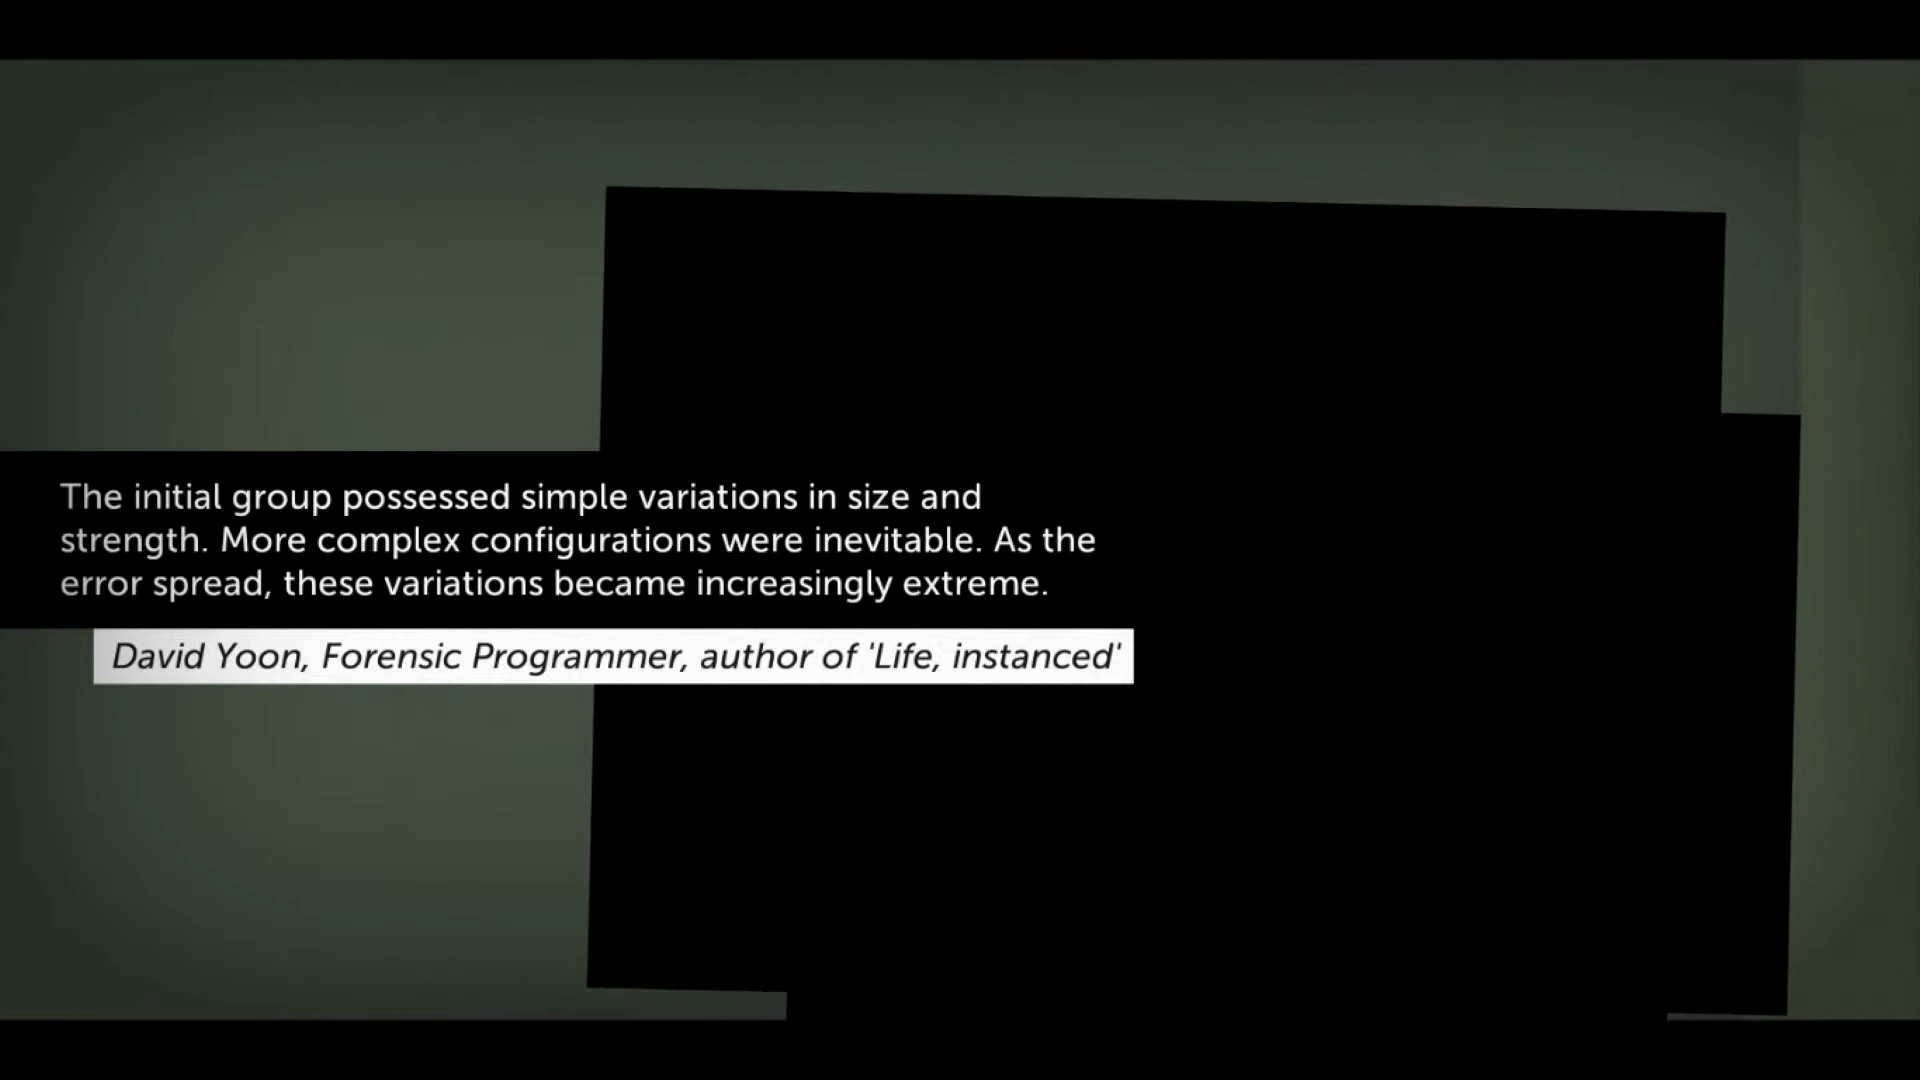 The initial group possessed simple variations in size and
strength. More complex configurations were inevitable. As the
error spread, these variations became increasingly extreme.
David Yoon, Forensic Programmer, author of 'Life, instanced'